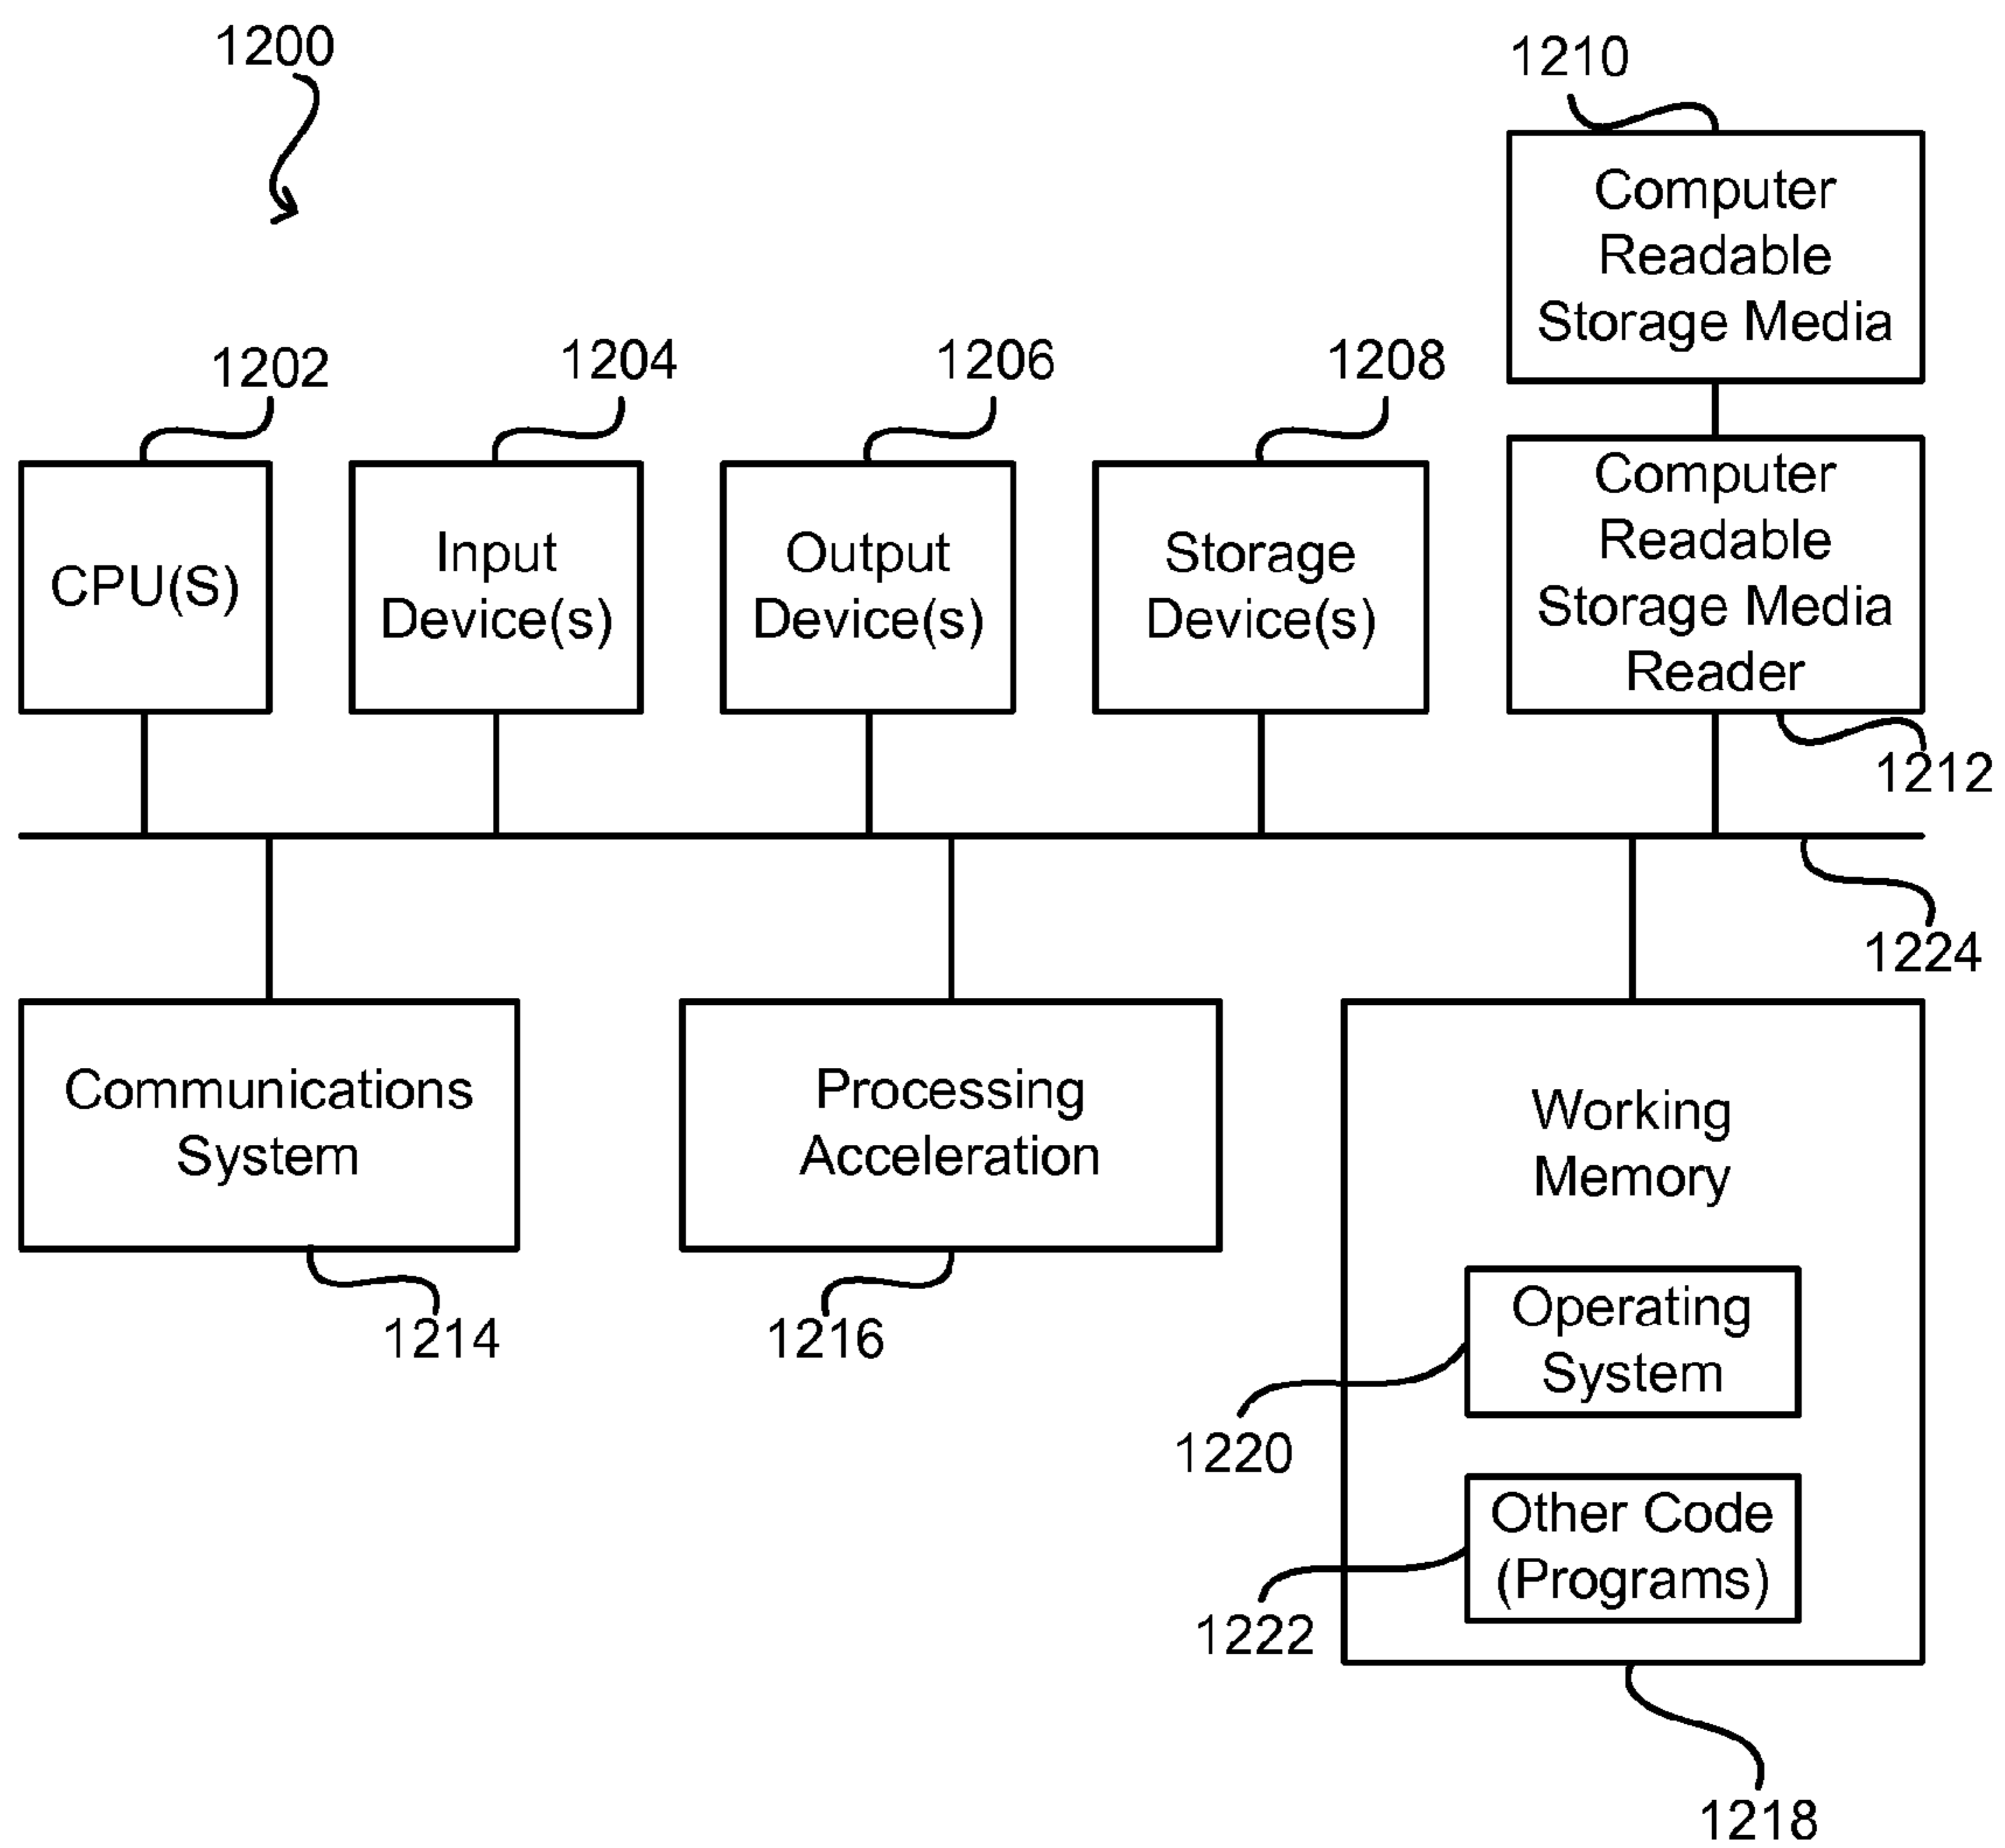 1200
1210
Computer
Readable
Storage Media
1202
1204
1206
1208
CPU(S)
Input
Device(s)
Output
Device(s)
Storage
Device(s)
Computer
Readable
Storage Media
Reader
1212
1224
Communications
System
1214
Processing
Acceleration
1216
Working
Memory
Operating
System
1220
Other Code
(Programs)
1222
1218